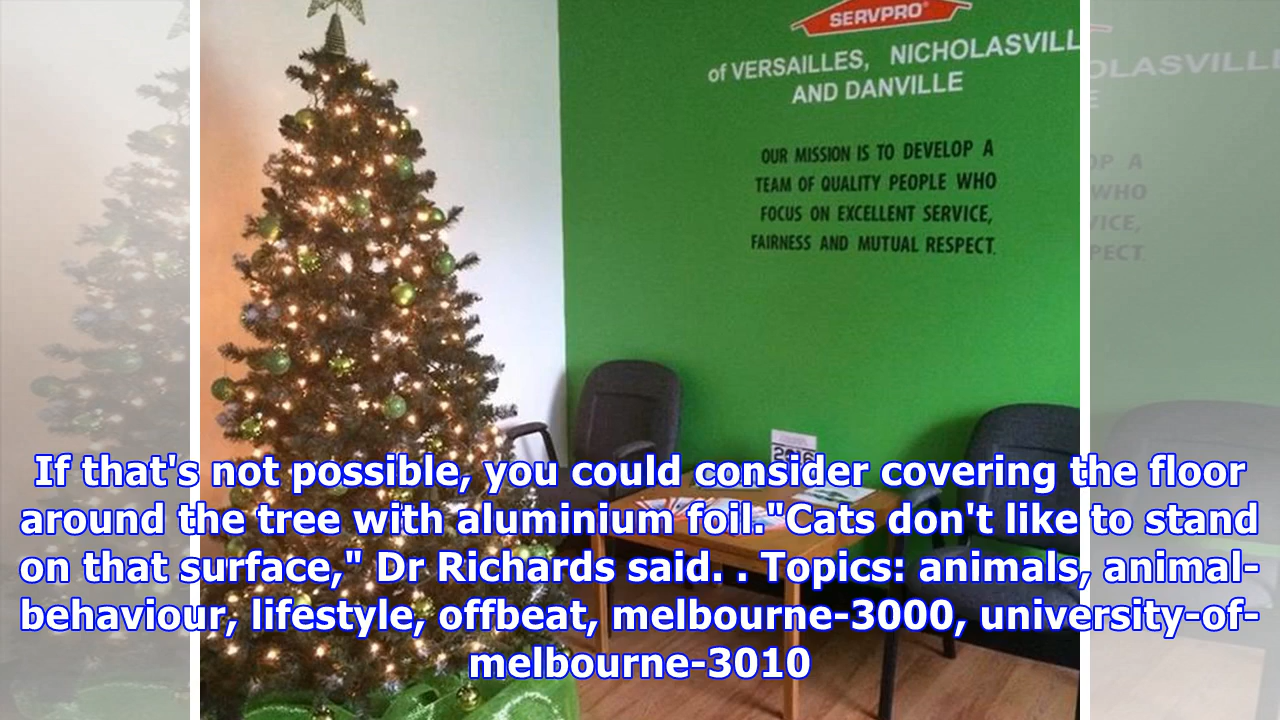 SERVPRO®
of VERSAILLES, NICHOLASVILL
AND DANVILLE
OUR MISSION IS TO DEVELOP A
TEAM OF QUALITY PEOPLE WHO
FOCUS ON EXCELLENT SERVICE,
FAIRNESS AND MUTUAL RESPECT.
If that's not possible, you could consider covering the floor
around the tree with aluminium foil."Cats don't like to stand
on that surface," Dr Richards said. . Topics: animals, animal-
behaviour, lifestyle, offbeat, melbourne-3000, university-of-
melbourne-3010